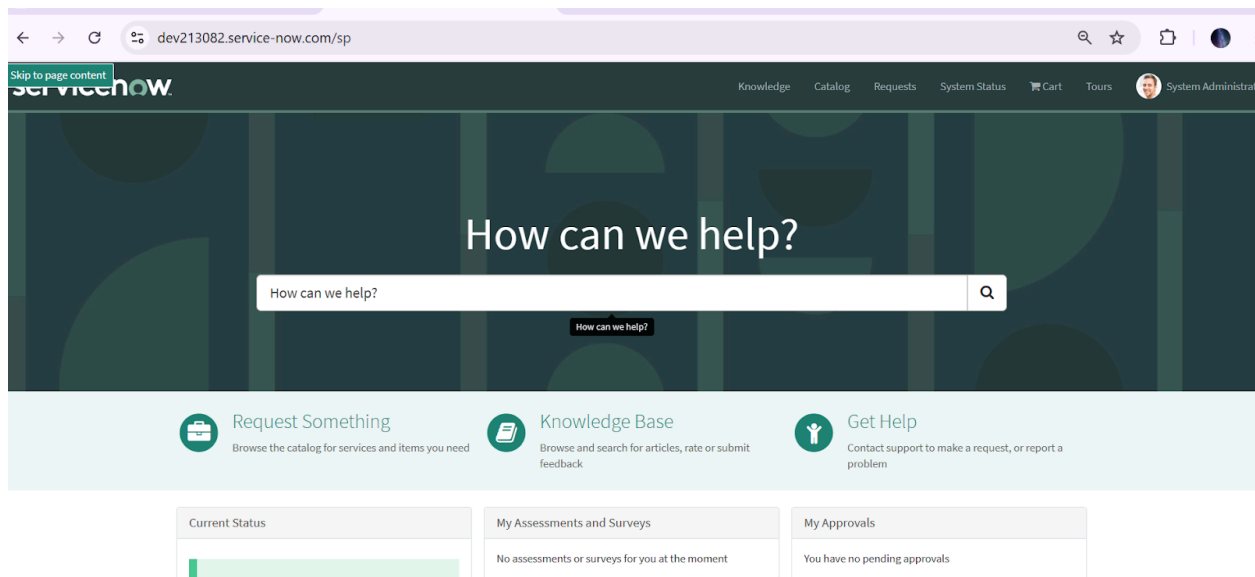 dev213082.service-now.com/sp
Skip to page content
servicenow
Knowledge Catalog Requests System Status Cart Tours System Administrat
How can we help?
How can we help?
How can we help?
Request Something
Browse the catalog for services and items you need
Knowledge Base
Browse and search for articles, rate or submit
feedback
Get Help
Contact support to make a request, or report a
problem
Current Status
My Assessments and Surveys
No assessments or surveys for you at the moment
My Approvals
You have no pending approvals